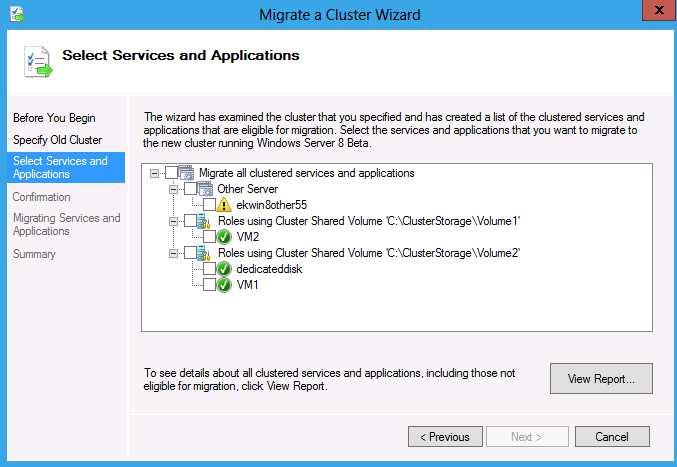 Migrate a Cluster Wizard
x
Select Services and Applications
Before You Begin
Specify Old Cluster
Select Services and
Applications
Confirmation
Migrating Services and
Applications
Summary
The wizard has examined the cluster that you specified and has created a list of the clustered services and
applications that are eligible for migration. Select the services and applications that you want to migrate to
the new cluster running Windows Server 8 Beta.
Migrate all clustered services and applications
Other Server
ekwin8other55
Roles using Cluster Shared Volume 'C:\ClusterStorage\Volume1'
VM2
Roles using Cluster Shared Volume 'C:\ClusterStorage\Volume2'
dedicateddisk
VM1
To see details about all clustered services and applications, including those not
eligible for migration, click View Report.
View Report...
< Previous
Next >
Cancel